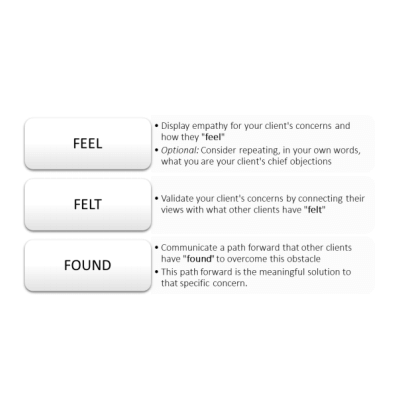 FEEL
• Display empathy for your client's concerns and
how they "feel"
• Optional: Consider repeating, in your own words,
what you are your client's chief objections
FELT
• Validate your client's concerns by connecting their
views with what other clients have "felt"
FOUND
• Communicate a path forward that other clients
have "found" to overcome this obstacle
• This path forward is the meaningful solution to
that specific concern.